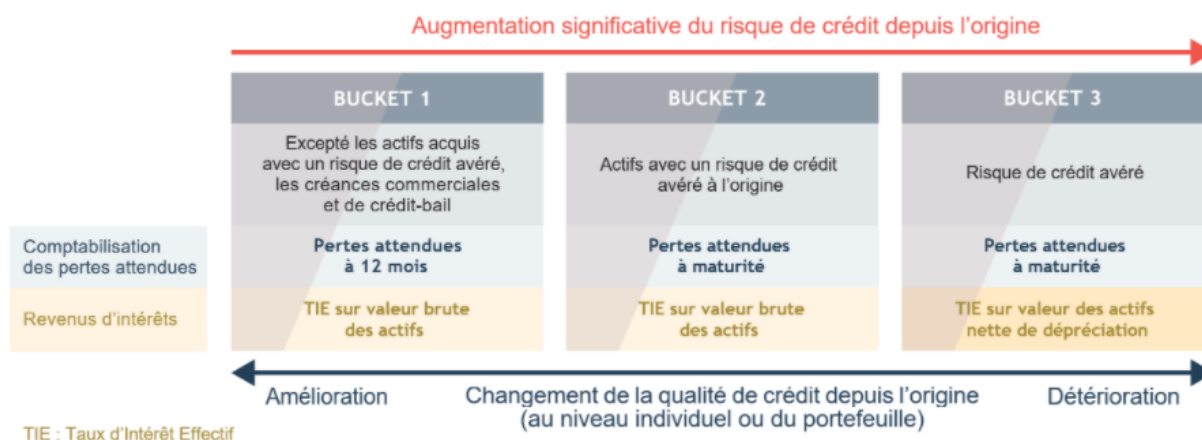 Augmentation significative du risque de crédit depuis l'origine
BUCKET 1
BUCKET 2
BUCKET 3
Excepté les actifs acquis
avec un risque de crédit avéré,
les créances commerciales
et de crédit-bail
Actifs avec un risque de crédit
avéré à l'origine
Risque de crédit avéré
Comptabilisation
des pertes attendues
Pertes attendues
à 12 mois
Pertes attendues
à maturité
Pertes attendues
à maturité
Revenus d'intérêts
TIE sur valeur brute
des actifs
TIE sur valeur brute
des actifs
TIE sur valeur des actifs
nette de dépréciation
Amélioration
Changement de la qualité de crédit depuis l'origine
(au niveau individuel ou du portefeuille)
Détérioration
TIE : Taux d'Intérêt Effectif